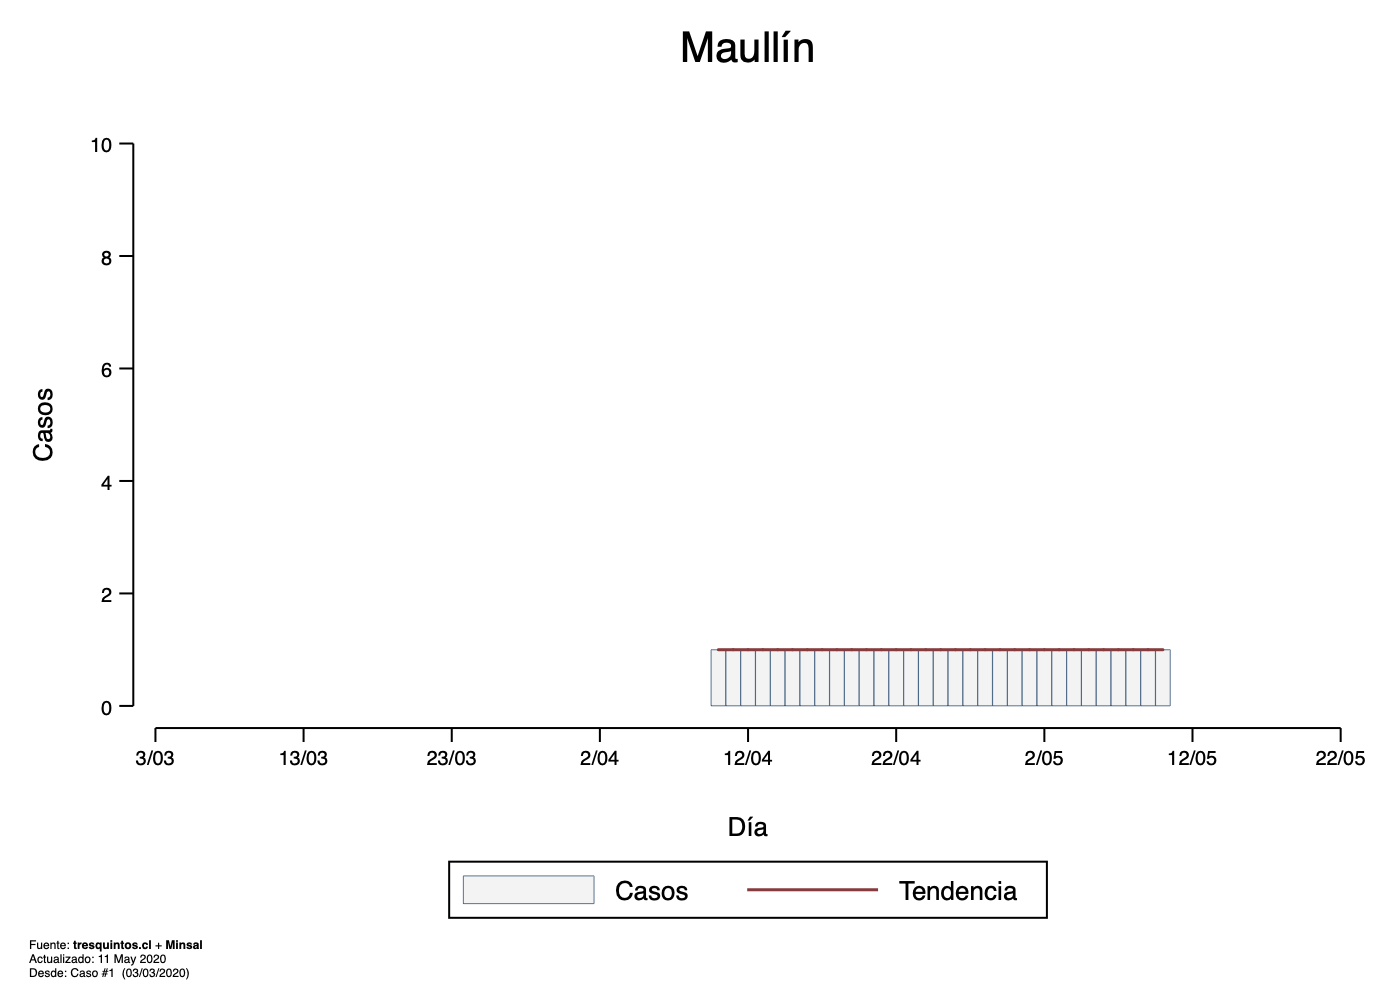 Maullín
10
8
6
4
2
0
Casos
3/03 13/03 23/03 2/04 12/04 22/04 2/05 12/05 22/05
Día
Casos Tendencia
Fuente: tresquintos.cl + Minsal
Actualizado: 11 May 2020
Desde: Caso #1 (03/03/2020)